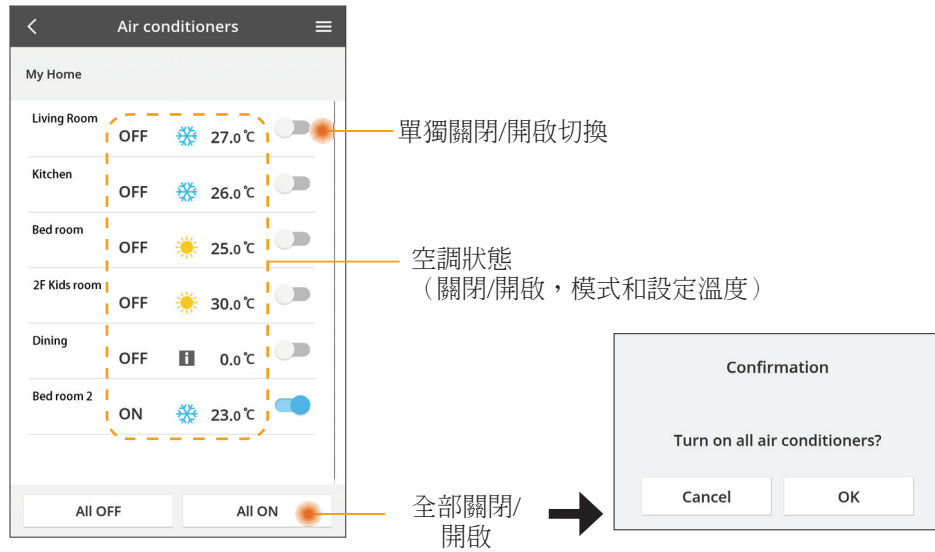 Air conditioners
My Home
Living Room
OFF 27.0℃
Kitchen
OFF 26.0℃
Bed room
OFF 25.0℃
2F Kids room
OFF 30.0℃
Dining
OFF i 0.0℃
Bed room 2
ON 23.0℃
All OFF
All ON
單獨關閉/開啟切換
空調狀態
（關閉/開啟，模式和設定溫度）
全部關閉/
開啟
Confirmation
Turn on all air conditioners?
Cancel
OK